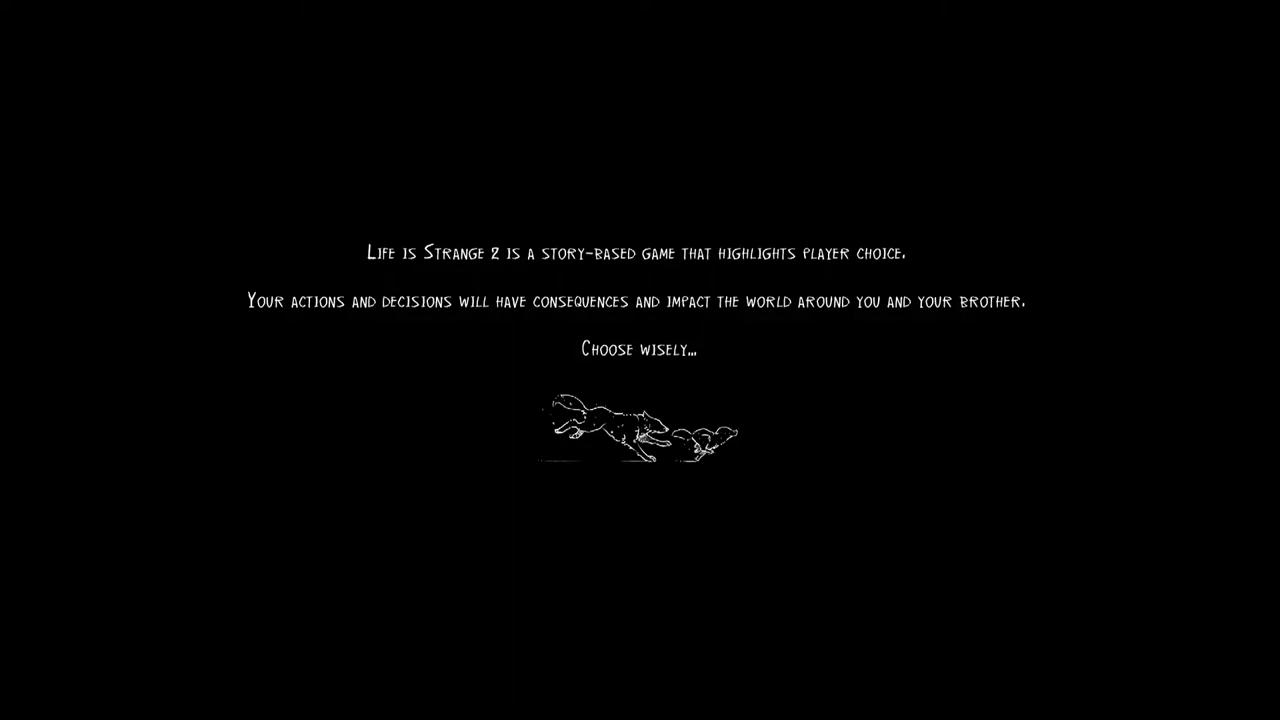 Life is Strange 2 is a story-based game that highlights player choice.
Your actions and decisions will have consequences and impact the world around you and your brother.
Choose wisely...